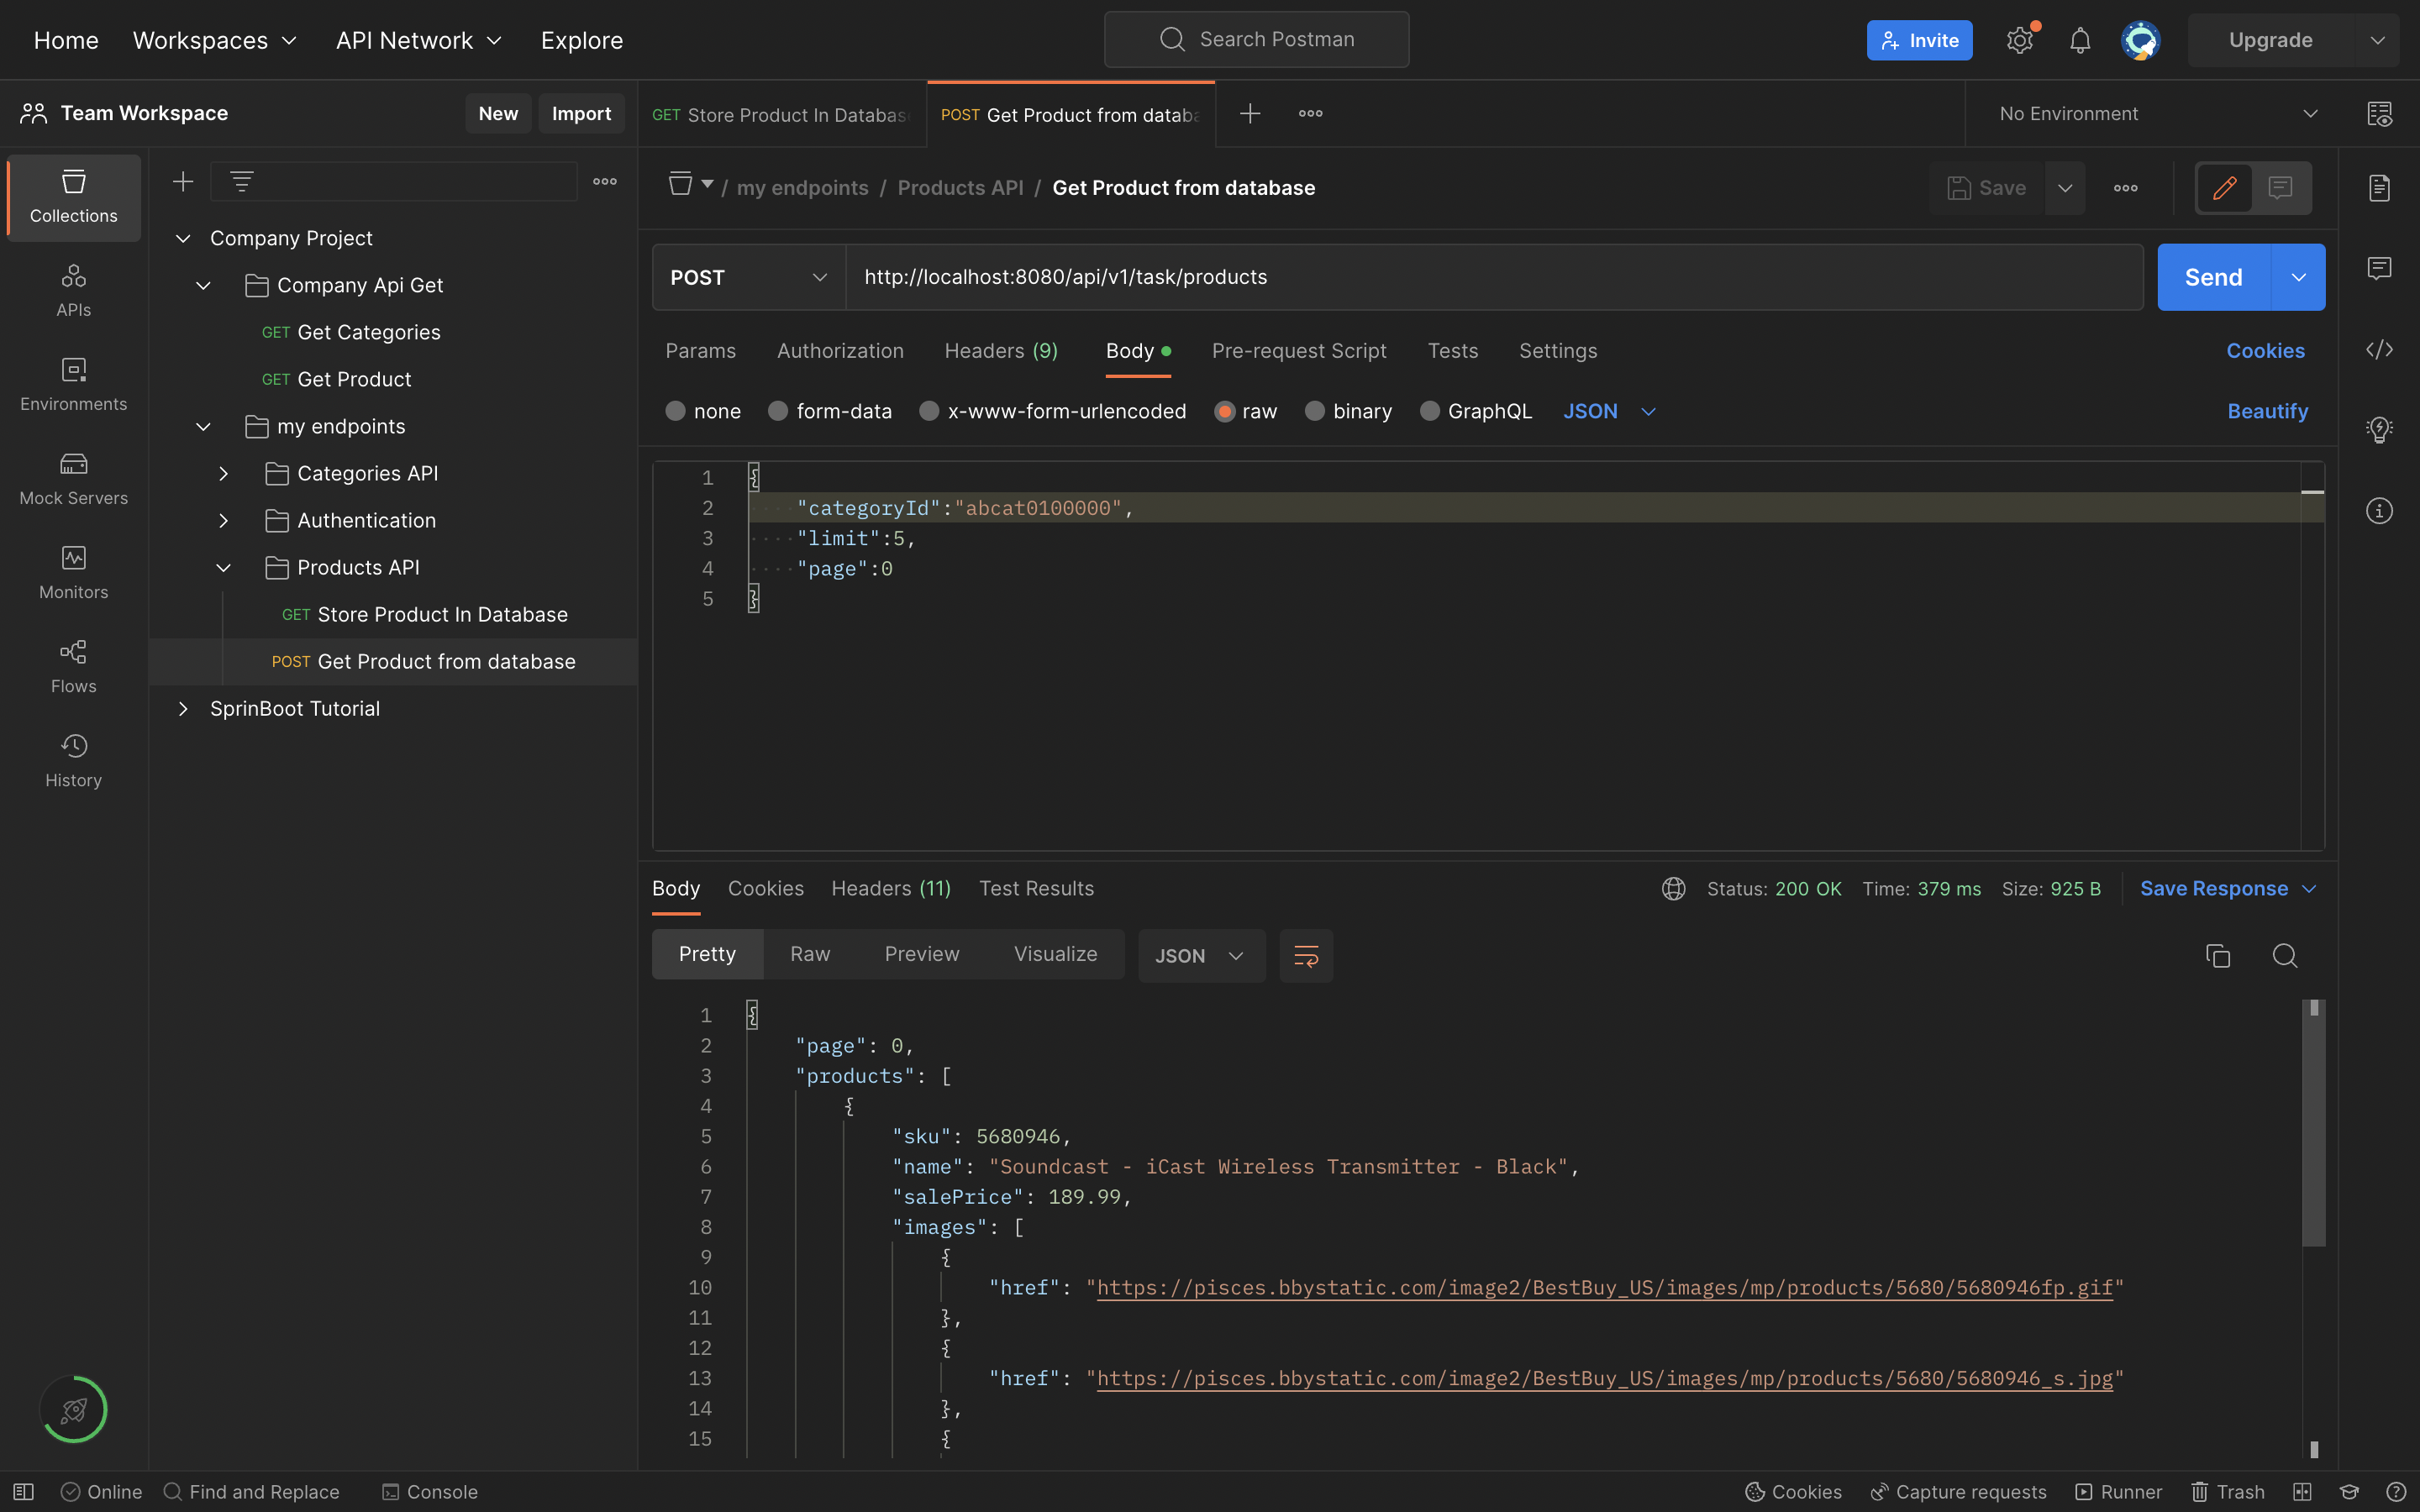 Home Workspaces API Network Explore Search Postman Invite Upgrade
Team Workspace New Import
GET Store Product In Databas
POST Get Product from databa
No Environment
Collections
APIs
Environments
Mock Servers
Monitors
Flows
History
Company Project
Company Api Get
GET Get Categories
GET Get Product
my endpoints
Categories API
Authentication
Products API
GET Store Product In Database
POST Get Product from database
SprinBoot Tutorial
/ my endpoints / Products API / Get Product from database
Save
POST http://localhost:8080/api/v1/task/products Send
Params Authorization Headers (9) Body Pre-request Script Tests Settings Cookies
none form-data x-www-form-urlencoded raw binary GraphQL JSON Beautify
1 {
2 "categoryId":"abcat0100000",
3 "limit":5,
4 "page":0
5 }
Body Cookies Headers (11) Test Results Status: 200 OK Time: 379 ms Size: 925 B Save Response
Pretty Raw Preview Visualize JSON
1 {
2 "page": 0,
3 "products": [
4 {
5 "sku": 5680946,
6 "name": "Soundcast - iCast Wireless Transmitter - Black",
7 "salePrice": 189.99,
8 "images": [
9 {
10 "href": "https://pisces.bbystatic.com/image2/BestBuy_US/images/mp/products/5680/5680946fp.gif"
11 },
12 {
13 "href": "https://pisces.bbystatic.com/image2/BestBuy_US/images/mp/products/5680/5680946_s.jpg"
14 },
15 {
Online Find and Replace Console Cookies Capture requests Runner Trash